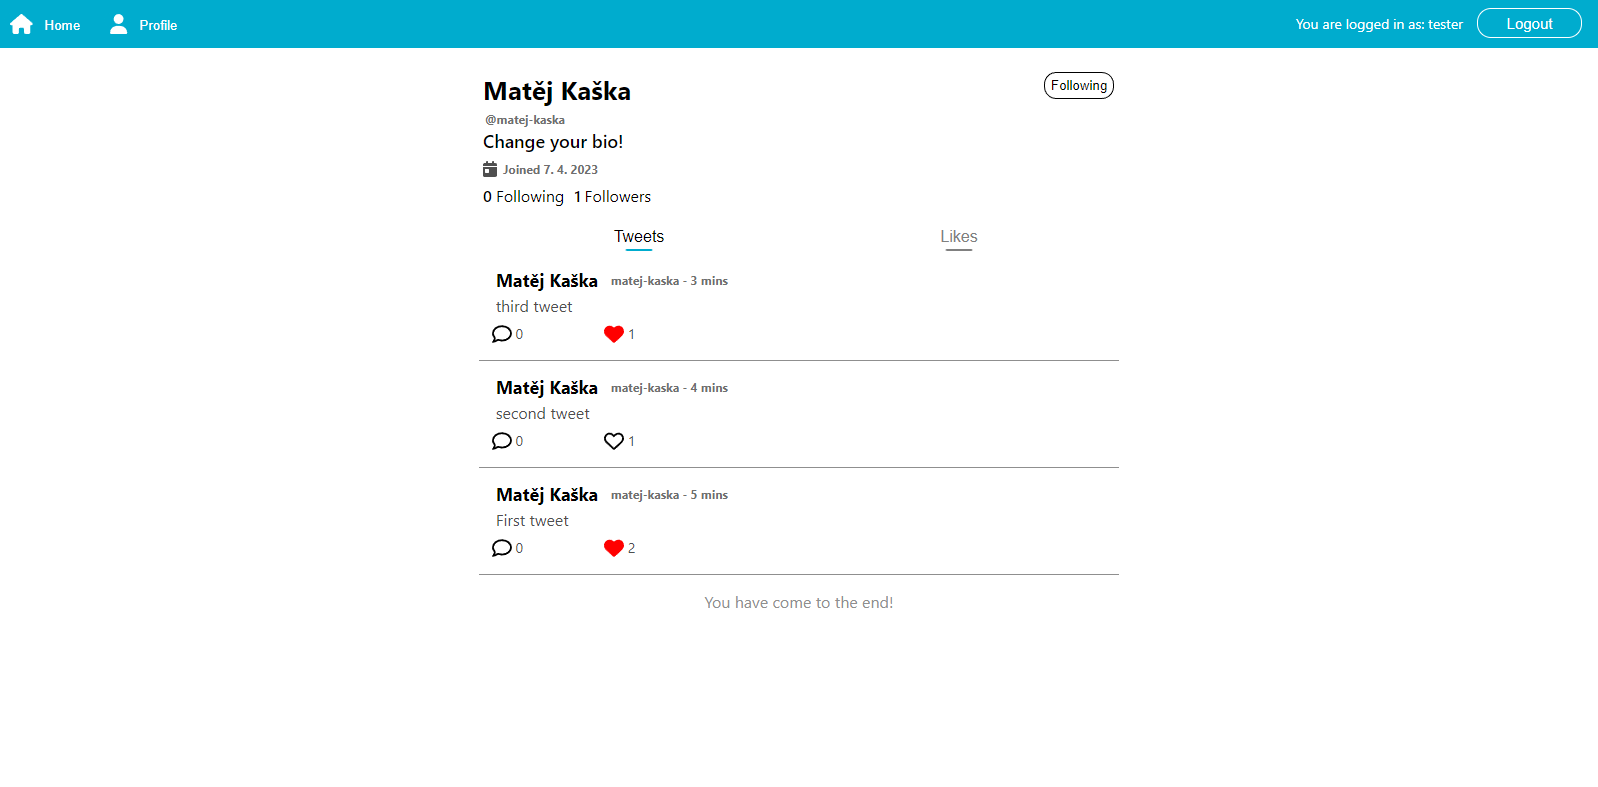 Home Profile You are logged in as: tester Logout
Matěj Kaška Following
@matej-kaska
Change your bio!
Joined 7. 4. 2023
0 Following 1 Followers
Tweets Likes
Matěj Kaška matej-kaska - 3 mins
third tweet
0 1
Matěj Kaška matej-kaska - 4 mins
second tweet
0 1
Matěj Kaška matej-kaska - 5 mins
First tweet
0 2
You have come to the end!